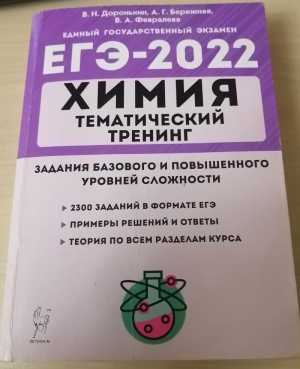 В. Н. Доронькин, А. Г. Бережная,
В. А. Февралева
ЕДИНЫЙ ГОСУДАРСТВЕННЫЙ ЭКЗАМЕН
ЕГЭ-2022
ХИМИЯ
ТЕМАТИЧЕСКИЙ
ТРЕНИНГ
ЗАДАНИЯ БАЗОВОГО И ПОВЫШЕННОГО
УРОВНЕЙ СЛОЖНОСТИ
2300 ЗАДАНИЙ В ФОРМАТЕ ЕГЭ
ПРИМЕРЫ РЕШЕНИЙ И ОТВЕТЫ
ТЕОРИЯ ПО ВСЕМ РАЗДЕЛАМ КУРСА